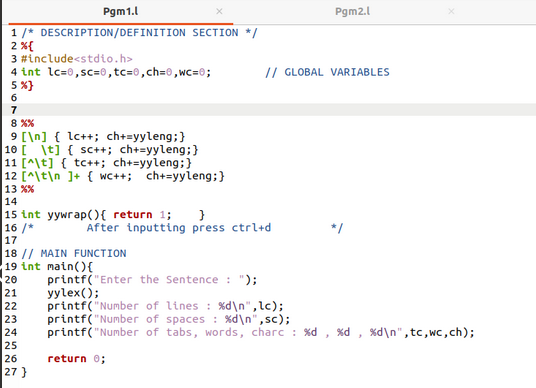 Pgm1.l × Pgm2.l ×
1 /* DESCRIPTION/DEFINITION SECTION */
2 %{
3 #include<stdio.h>
4 int lc=0,sc=0,tc=0,ch=0,wc=0;        // GLOBAL VARIABLES
5 %}
6
7
8 %%
9 [\n] { lc++; ch+=yyleng;}
10 [  \t] { sc++; ch+=yyleng;}
11 [^\t] { tc++; ch+=yyleng;}
12 [^\t\n ]+ { wc++;  ch+=yyleng;}
13 %%
14
15 int yywrap(){ return 1;    }
16 /*        After inputting press ctrl+d         */
17
18 // MAIN FUNCTION
19 int main(){
20     printf("Enter the Sentence : ");
21     yylex();
22     printf("Number of lines : %d\n",lc);
23     printf("Number of spaces : %d\n",sc);
24     printf("Number of tabs, words, charc : %d , %d , %d\n",tc,wc,ch);
25
26     return 0;
27 }